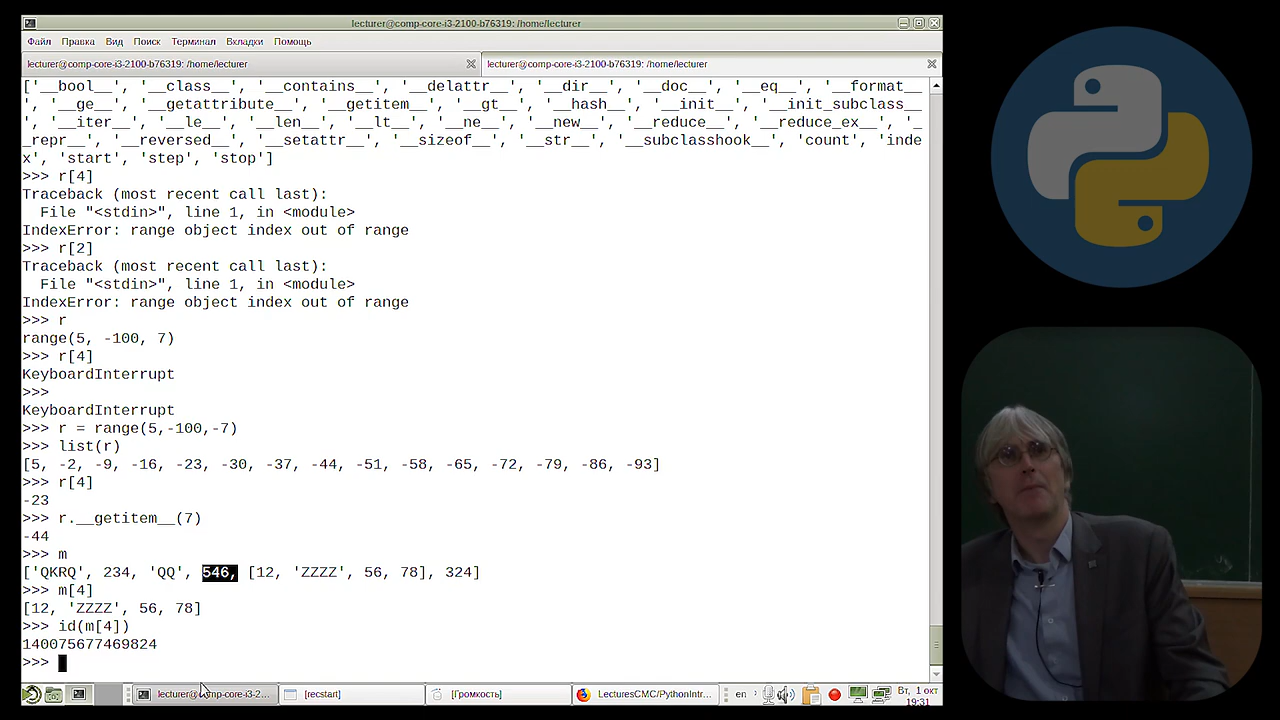 lecturer@comp-core-i3-2100-b76319: /home/lecturer
Файл Правка Вид Поиск Терминал Вкладки Помощь
lecturer@comp-core-i3-2100-b76319: /home/lecturer lecturer@comp-core-i3-2100-b76319: /home/lecturer
['__bool__', '__class__', '__contains__', '__delattr__', '__dir__', '__doc__', '__eq__', '__format__'
, '__ge__', '__getattribute__', '__getitem__', '__gt__', '__hash__', '__init__', '__init_subclass__'
, '__iter__', '__le__', '__len__', '__lt__', '__ne__', '__new__', '__reduce__', '__reduce_ex__', '_
_repr__', '__reversed__', '__setattr__', '__sizeof__', '__str__', '__subclasshook__', 'count', 'inde
x', 'start', 'step', 'stop']
>>> r[4]
Traceback (most recent call last):
  File "<stdin>", line 1, in <module>
IndexError: range object index out of range
>>> r[2]
Traceback (most recent call last):
  File "<stdin>", line 1, in <module>
IndexError: range object index out of range
>>> r
range(5, -100, 7)
>>> r[4]
KeyboardInterrupt
>>>
KeyboardInterrupt
>>> r = range(5,-100,-7)
>>> list(r)
[5, -2, -9, -16, -23, -30, -37, -44, -51, -58, -65, -72, -79, -86, -93]
>>> r[4]
-23
>>> r.__getitem__(7)
-44
>>> m
['QKRQ', 234, 'QQ', 546, [12, 'ZZZZ', 56, 78], 324]
>>> m[4]
[12, 'ZZZZ', 56, 78]
>>> id(m[4])
140075677469824
>>>
lecturer@comp-core-i3-2... [recstart] [Громкость] LecturesCMC/PythonIntr... en Вт, 1 окт
19:31